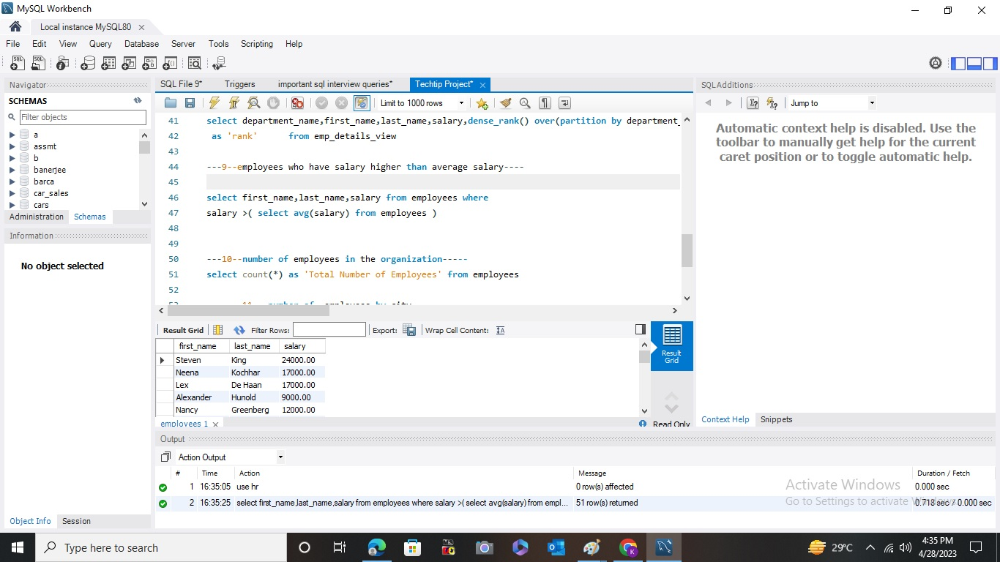 MySQL Workbench
Local instance MySQL80
File Edit View Query Database Server Tools Scripting Help
Navigator
SCHEMAS
Filter objects
a
assmt
b
banerjee
barca
car_sales
cars
Administration Schemas
Information
No object selected
Object Info Session
SQL File 9* Triggers important sql interview queries* Techtip Project*
Limit to 1000 rows
41 select department_name,first_name,last_name,salary,dense_rank() over(partition by department_
42 as 'rank' from emp_details_view
43
44 ---9--employees who have salary higher than average salary----
45
46 select first_name,last_name,salary from employees where
47 salary >( select avg(salary) from employees )
48
49
50 ---10--number of employees in the organization-----
51 select count(*) as 'Total Number of Employees' from employees
52
Result Grid Filter Rows: Export: Wrap Cell Content:
first_name last_name salary
Steven King 24000.00
Neena Kochhar 17000.00
Lex De Haan 17000.00
Alexander Hunold 9000.00
Nancy Greenberg 12000.00
employees 1
Result
Grid
Read Only
SQLAdditions
Jump to
Automatic context help is disabled. Use the
toolbar to manually get help for the current
caret position or to toggle automatic help.
Context Help Snippets
Output
Action Output
# Time Action Message Duration / Fetch
1 16:35:05 use hr 0 row(s) affected 0.000 sec
2 16:35:25 select first_name,last_name,salary from employees where salary >( select avg(salary) from empl... 51 row(s) returned 0.718 sec / 0.000 sec
Activate Windows
Go to Settings to activate Windows.
Type here to search
29°C
4:35 PM
4/28/2023